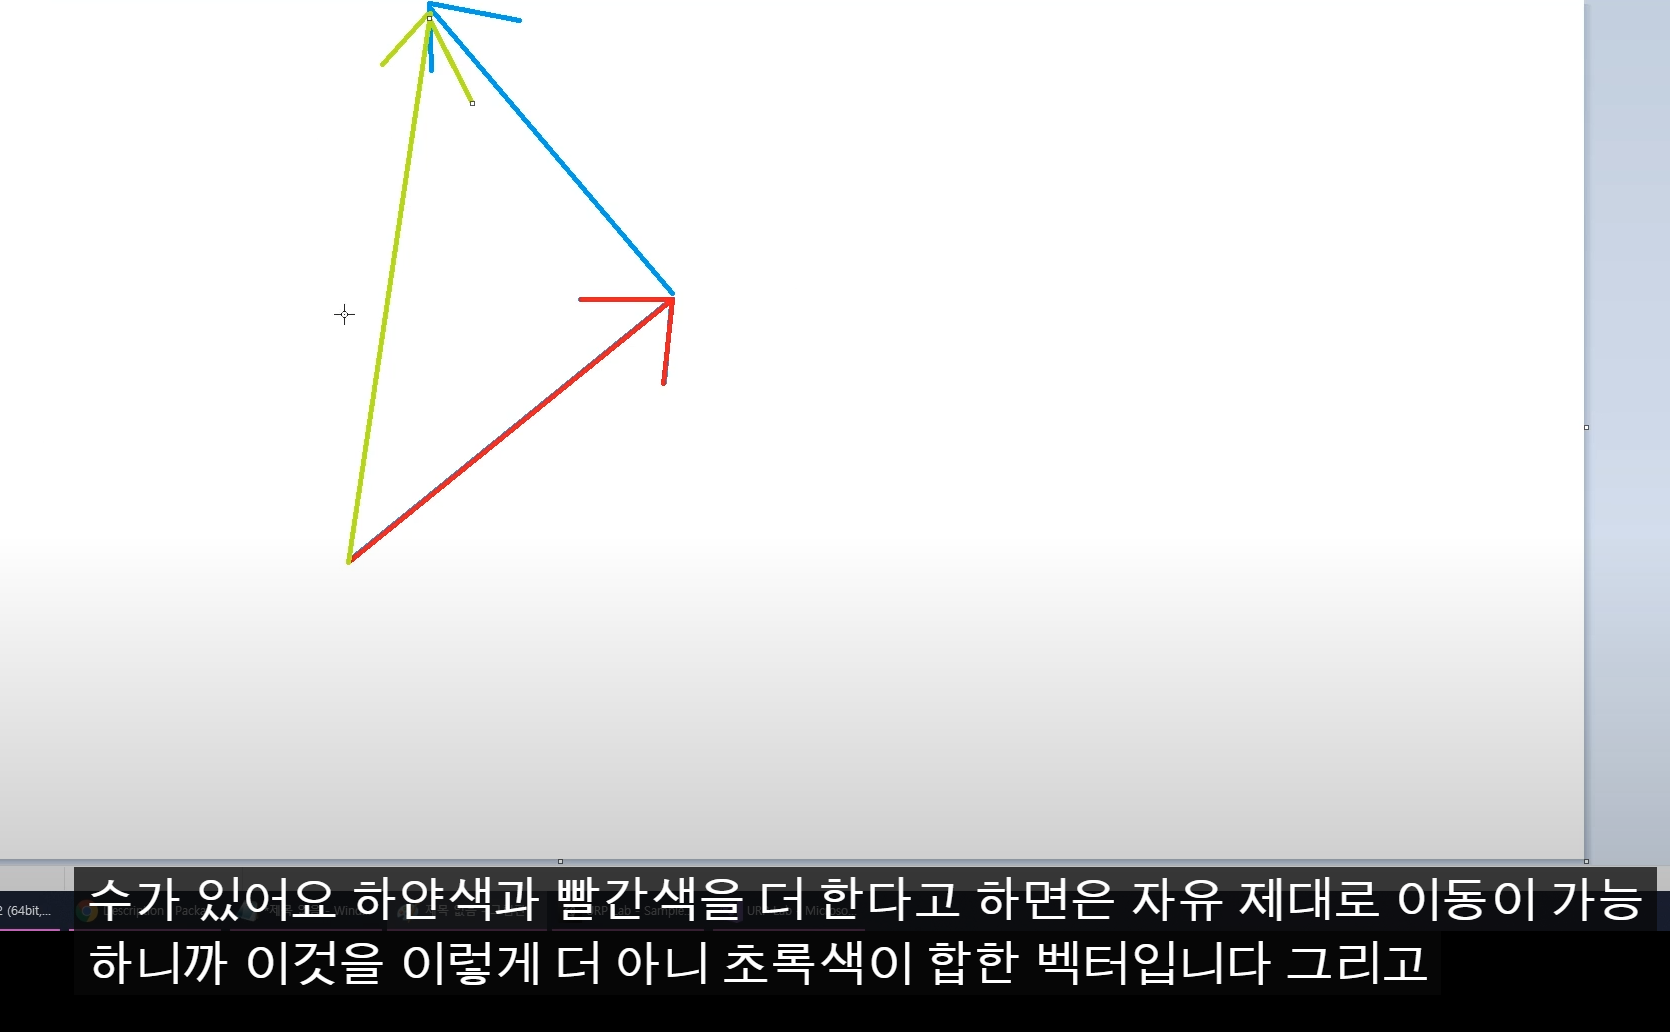 수가 있어요 하얀색과 빨간색을 더 한다고 하면은 자유 제대로 이동이 가능
하니까 이것을 이렇게 더 아니 초록색이 합한 벡터입니다 그리고
2 (64bit,...